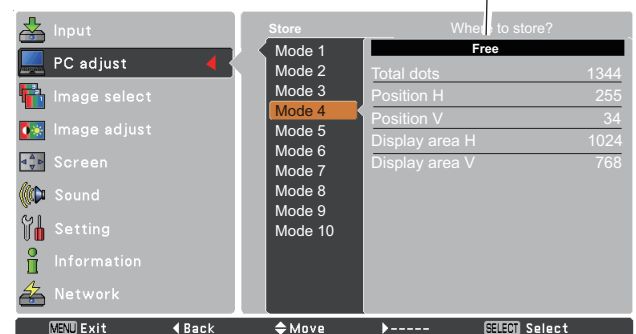 Input
PC adjust
Image select
Image adjust
Screen
Sound
Setting
Information
Network
Store
Mode 1
Mode 2
Mode 3
Mode 4
Mode 5
Mode 6
Mode 7
Mode 8
Mode 9
Mode 10
Where to store?
Free
Total dots 1344
Position H 255
Position V 34
Display area H 1024
Display area V 768
MENU Exit Back Move ----- SELECT Select